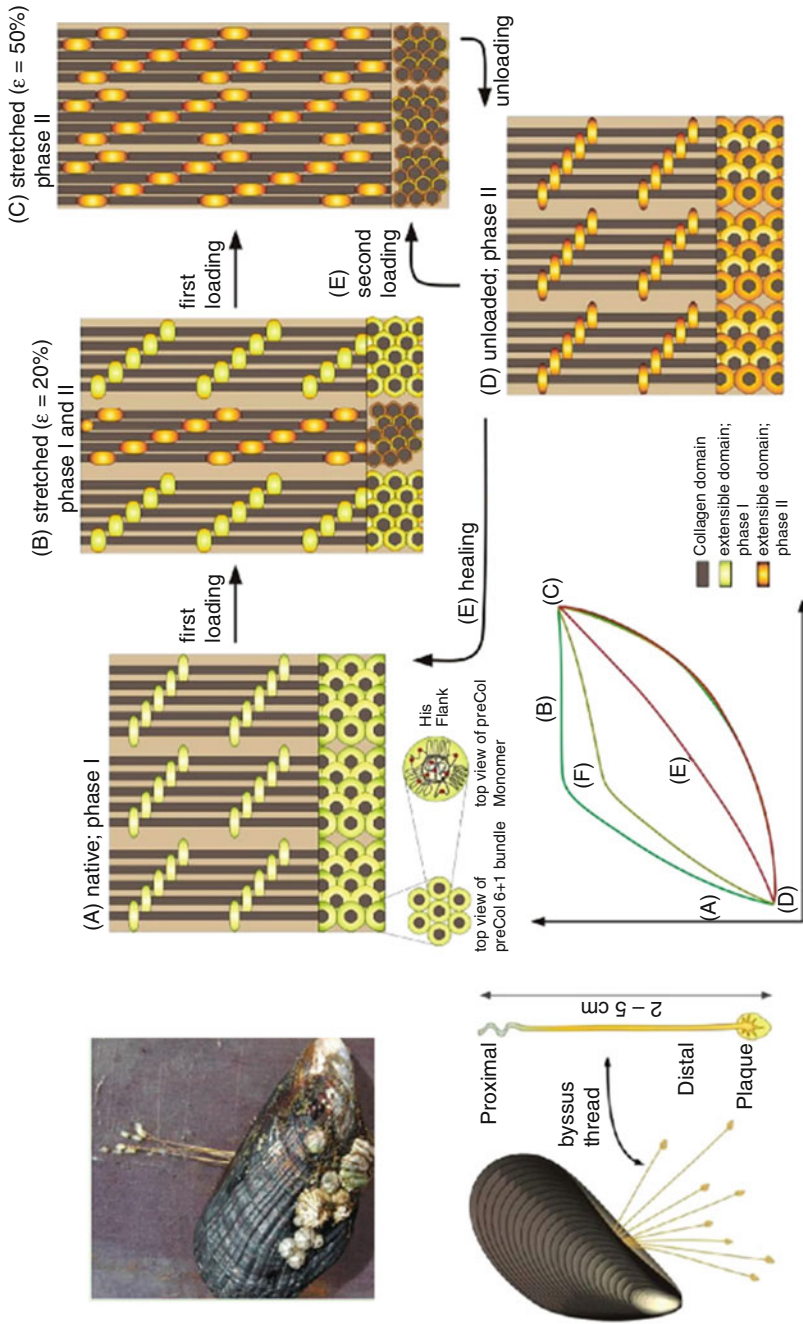 (A) native; phase I
first
loading
(B) stretched (ε = 20%)
phase I and II
first
loading
(C) stretched (ε = 50%)
phase II
unloading
(E)
second
loading
(D) unloaded; phase II
(E) healing
His
Flank
top view of
preCol 6+1 bundle
top view of preCol
Monomer
Proximal
byssus
thread
Distal
Plaque
2 – 5 cm
(A)
(B)
(C)
(D)
(E)
(F)
Collagen domain
extensible domain;
phase I
extensible domain;
phase II